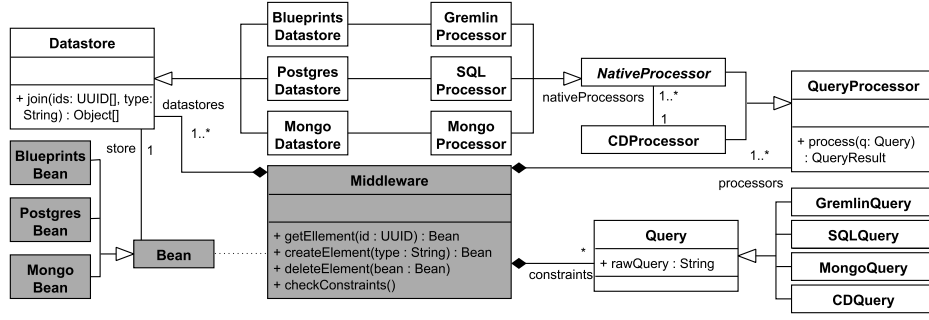 Datastore
+ join(ids: UUID[], type:
String) : Object[]
Blueprints
Datastore
Postgres
Datastore
Mongo
Datastore
Gremlin
Processor
SQL
Processor
Mongo
Processor
NativeProcessor
nativeProcessors
1..*
1
CDProcessor
QueryProcessor
+ process(q: Query)
: QueryResult
1..*
processors
datastores
1..*
store
1
Blueprints
Bean
Postgres
Bean
Mongo
Bean
Bean
Middleware
+ getEllement(id : UUID) : Bean
+ createElement(type : String) : Bean
+ deleteElement(bean : Bean)
+ checkConstraints()
*
constraints
Query
+ rawQuery : String
GremlinQuery
SQLQuery
MongoQuery
CDQuery